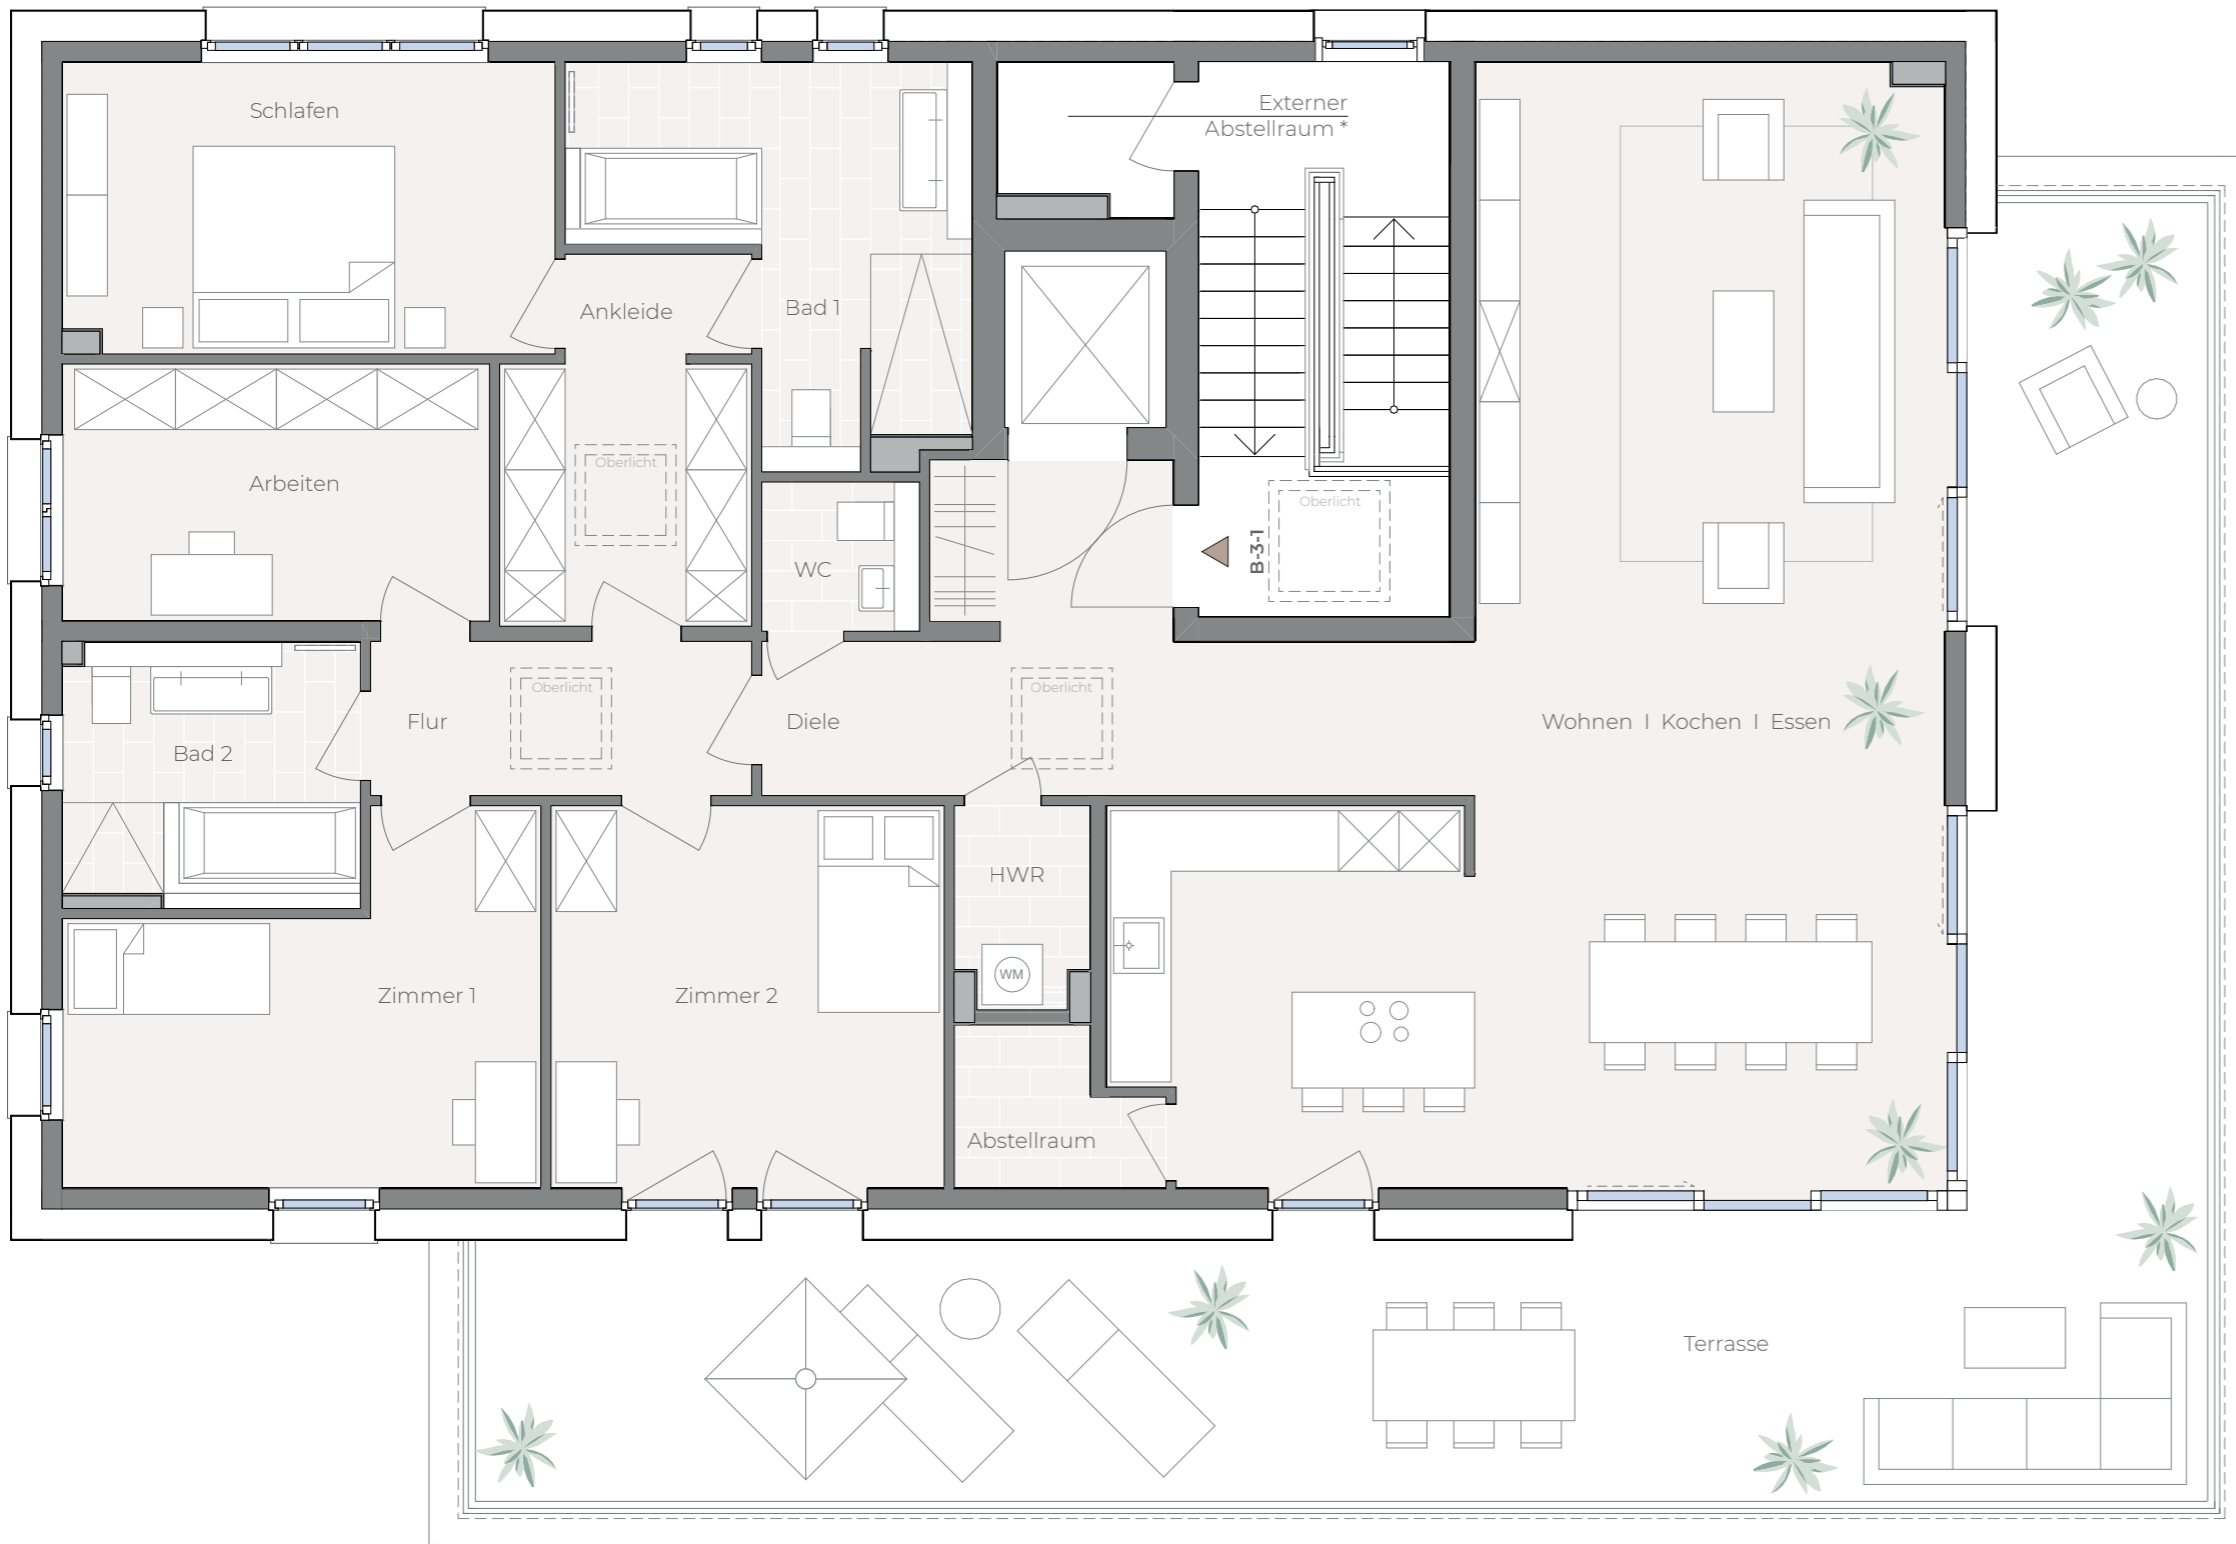 Schlafen
Externer
Abstellraum *
Ankleide
Bad 1
Oberlicht
Arbeiten
Oberlicht
WC
B-3-1
Oberlicht
Oberlicht
Flur
Diele
Wohnen I Kochen I Essen
Bad 2
HWR
WM
Zimmer 1
Zimmer 2
Abstellraum
Terrasse